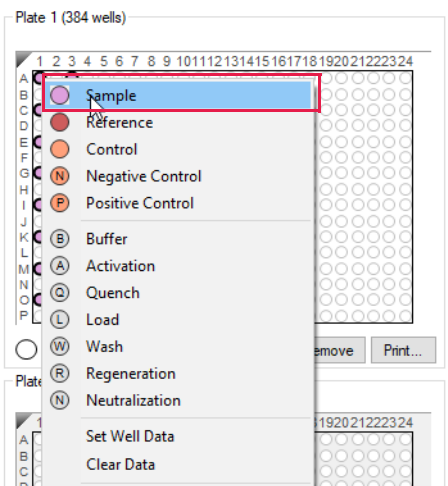 Plate 1 (384 wells)
1 2 3 4 5 6 7 8 9 10 11 12 13 14 15 16 17 18 19 20 21 22 23 24
A
B
Sample
C
D
Reference
E
Control
F
G
N Negative Control
H
I
P Positive Control
J
K
B Buffer
L
M
A Activation
N
Q Quench
O
P
L Load
W Wash
emove
Print...
R Regeneration
Plate
N Neutralization
1
19 20 21 22 23 24
A
Set Well Data
B
C
Clear Data